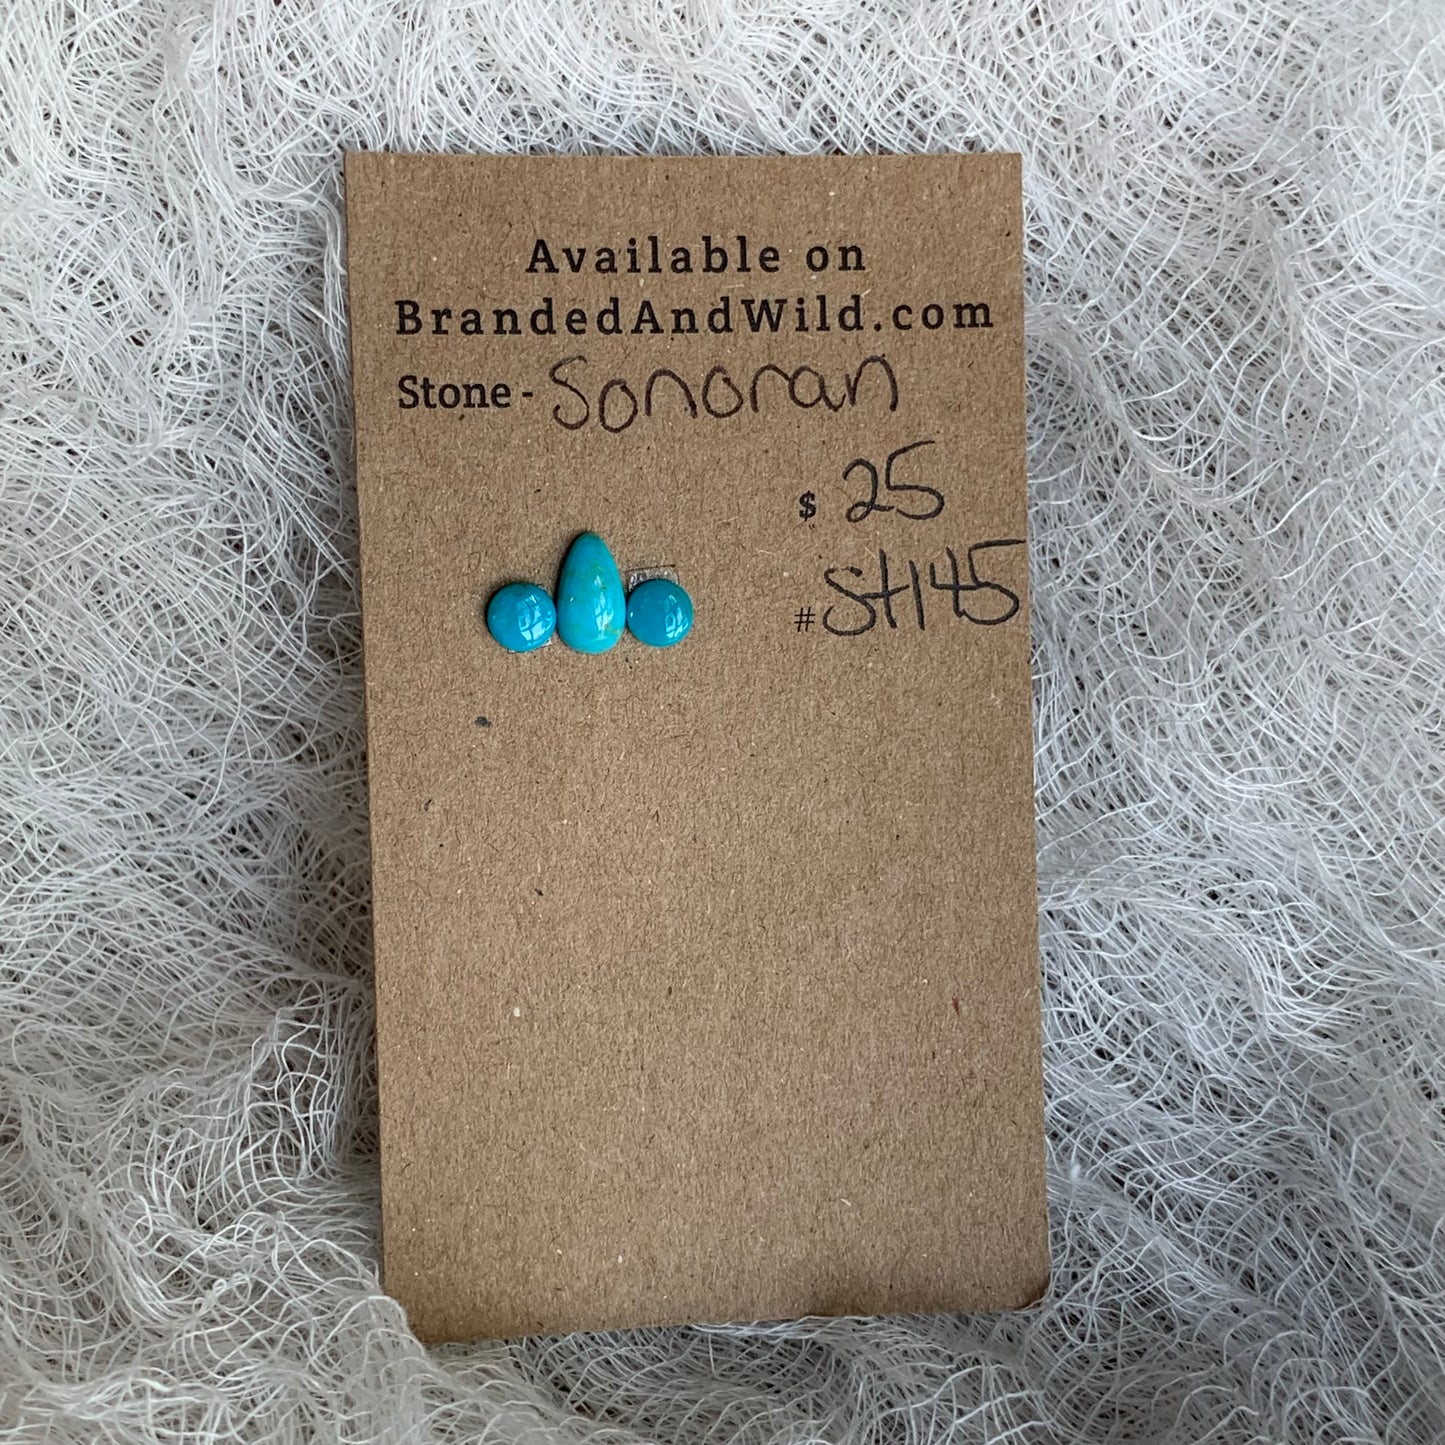 Available on
BrandedAndWild.com
Stone - Sonoran
$ 25
# St145